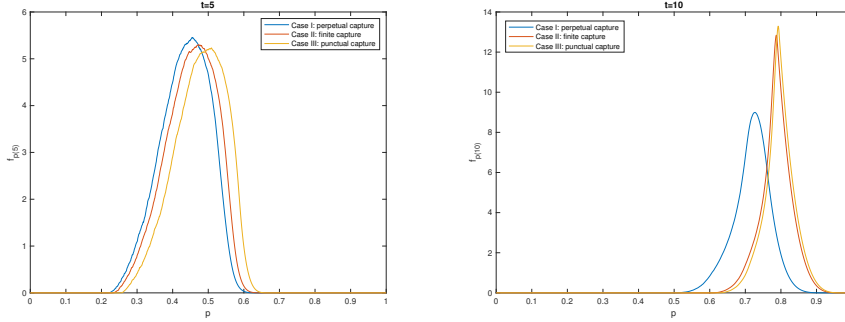 t=5
Case I: perpetual capture
Case II: finite capture
Case III: punctual capture
6
5
4
3
2
1
0
f_p(5)
0 0.1 0.2 0.3 0.4 0.5 0.6 0.7 0.8 0.9 1
p
t=10
Case I: perpetual capture
Case II: finite capture
Case III: punctual capture
14
12
10
8
6
4
2
0
f_p(10)
0 0.1 0.2 0.3 0.4 0.5 0.6 0.7 0.8 0.9
p